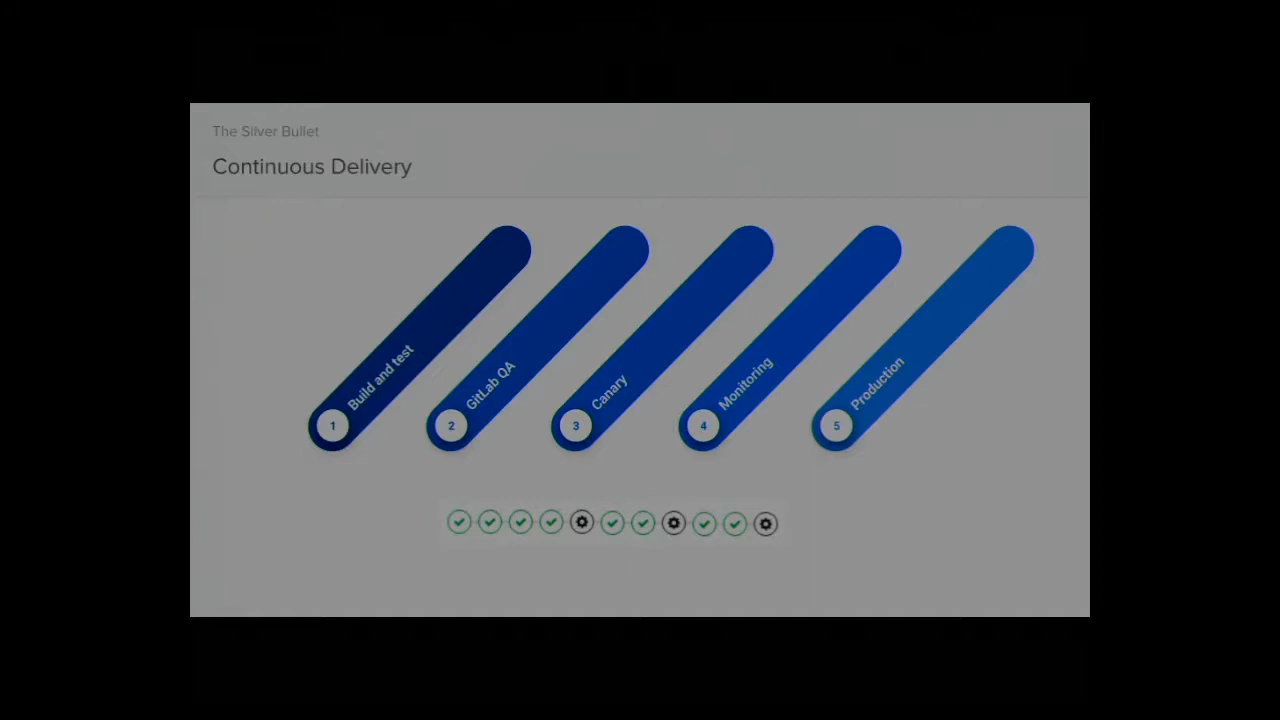 The Silver Bullet
Continuous Delivery
Build and test
GitLab QA
Canary
Monitoring
Production
1
2
3
4
5